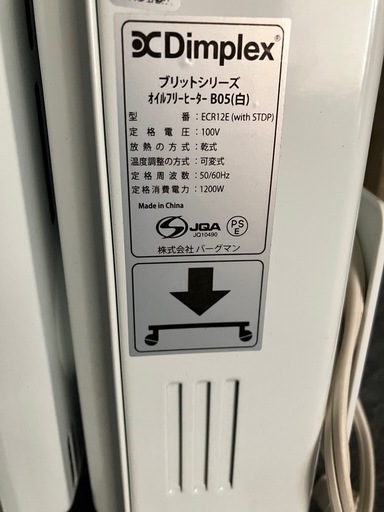 Dimplex
ブリットシリーズ
オイルフリーヒーター B05(白)
型 番：ECR12E (with STDP)
定格電圧：100V
放熱の方式：乾式
温度調整の方式：可変式
定格周波数：50/60Hz
定格消費電力：1200W
Made in China
S JQA
JQ10490
PS
E
株式会社 バーグマン